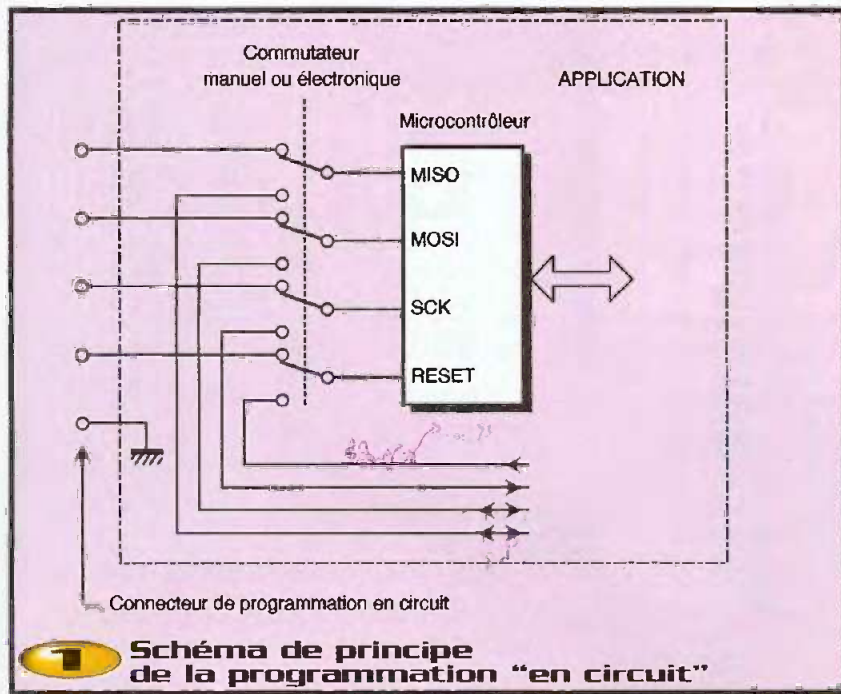 Commutateur
manuel ou électronique
APPLICATION
Microcontrôleur
MISO
MOSI
SCK
RESET
Connecteur de programmation en circuit
1 Schéma de principe
de la programmation "en circuit"